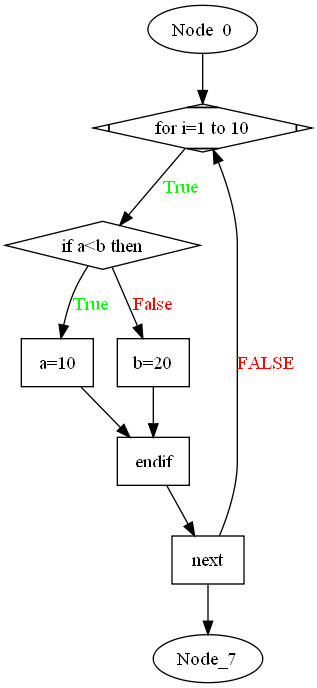 Node 0
for i=1 to 10
True
if a<b then
True
False
a=10
b=20
FALSE
endif
next
Node_7